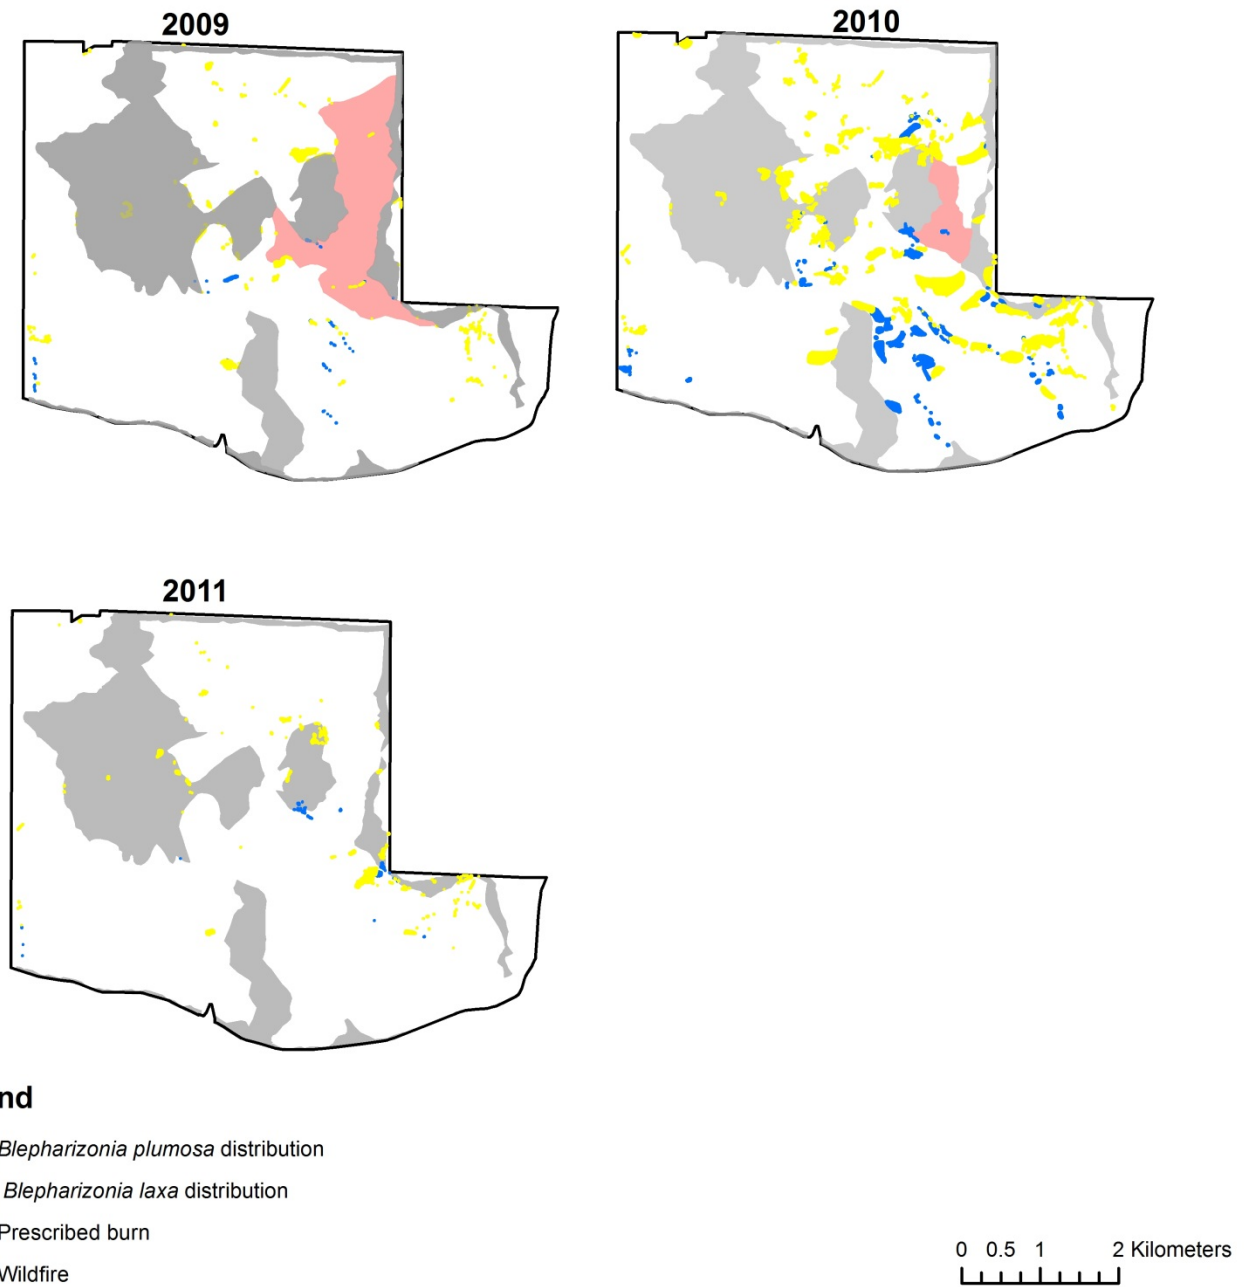 2009
2010
2011
nd
Blepharizonia plumosa distribution
Blepharizonia laxa distribution
Prescribed burn
Wildfire
0 0.5 1 2 Kilometers